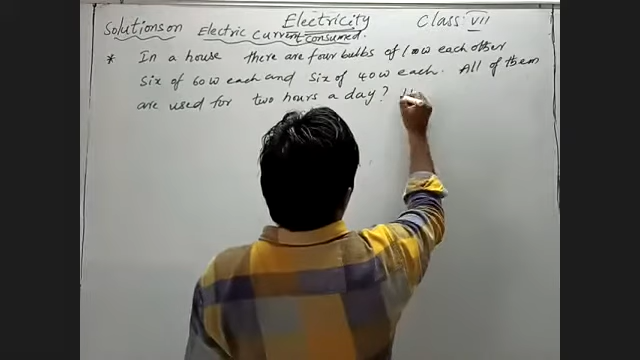 Electricity
Class: VII
Solutions on Electric Current consumed.
* In a house there are four bulbs of 100w each other
Six of 60w each and Six of 40w each. All of them
are used for two hours a day?